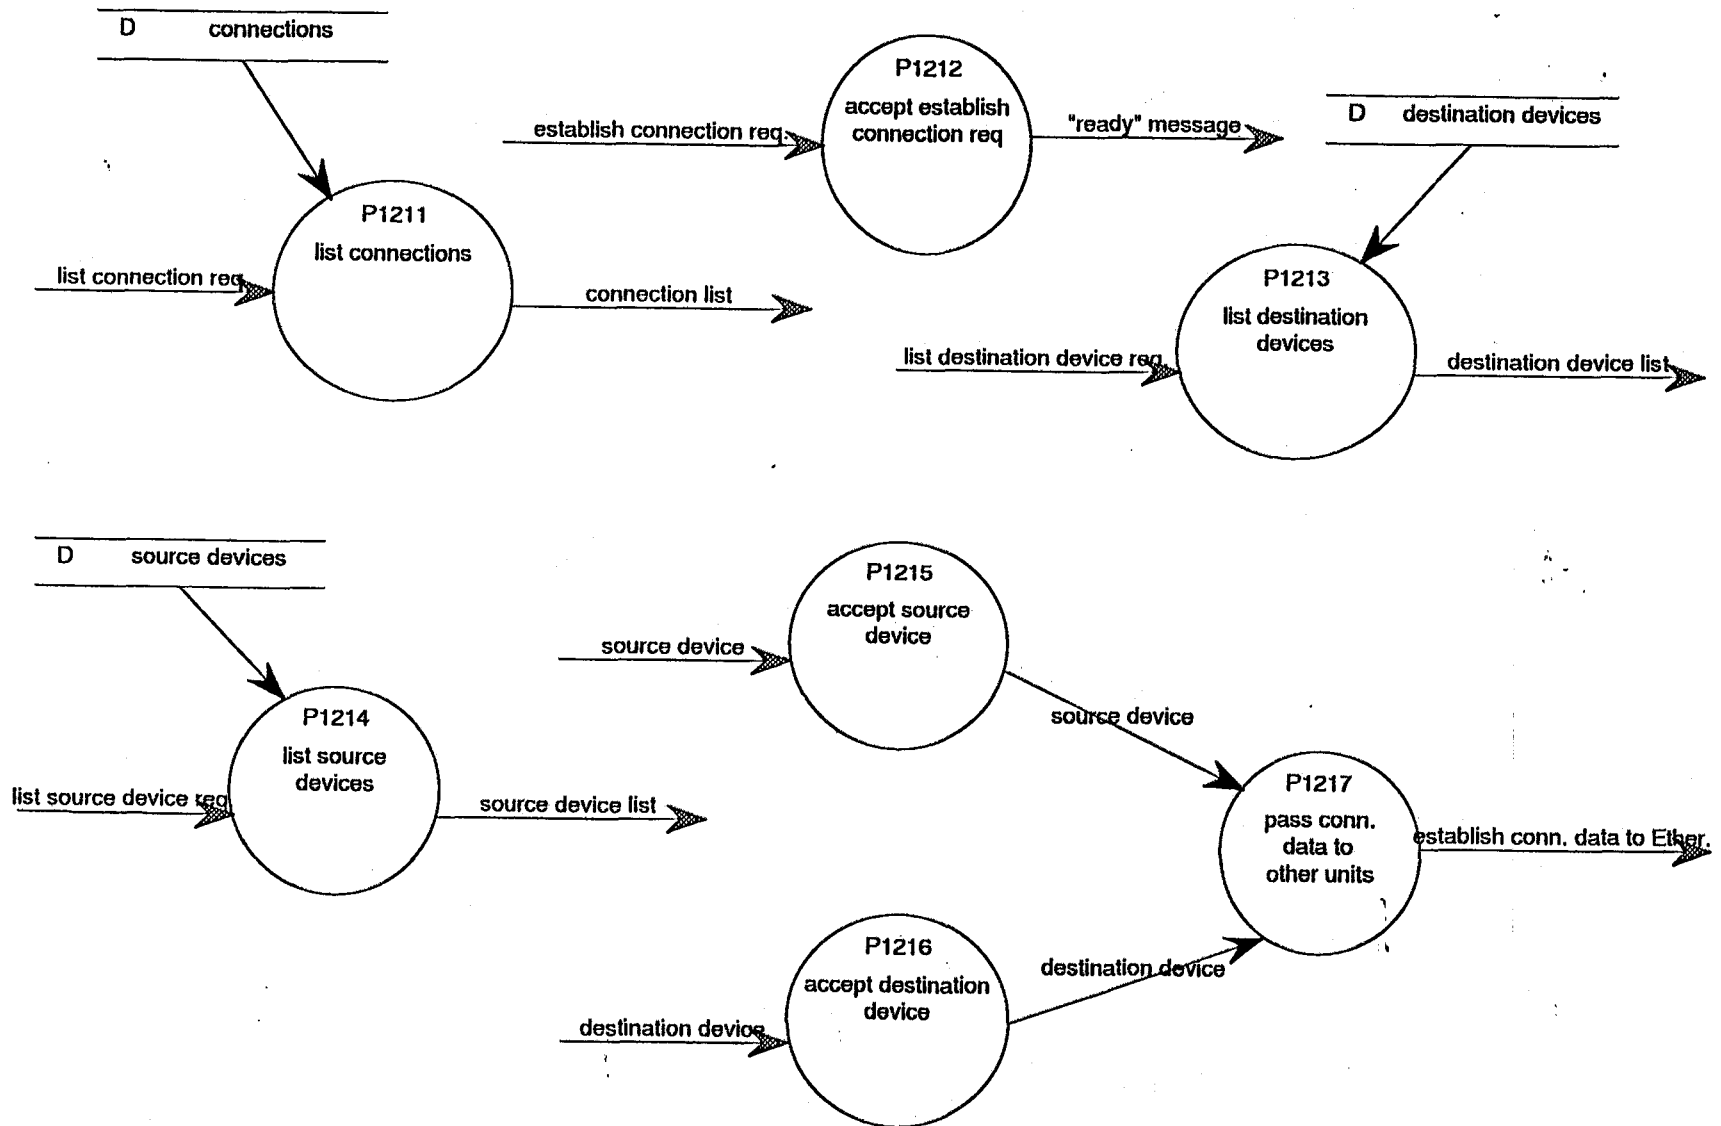 D connections
P1212
accept establish
connection req
establish connection req.
"ready" message
D destination devices
P1211
list connections
list connection req
connection list
P1213
list destination
devices
list destination device req.
destination device list
D source devices
P1215
accept source
device
source device
source device
P1214
list source
devices
list source device req
source device list
P1217
pass conn.
data to
other units
establish conn. data to Ether.
P1216
accept destination
device
destination device
destination device